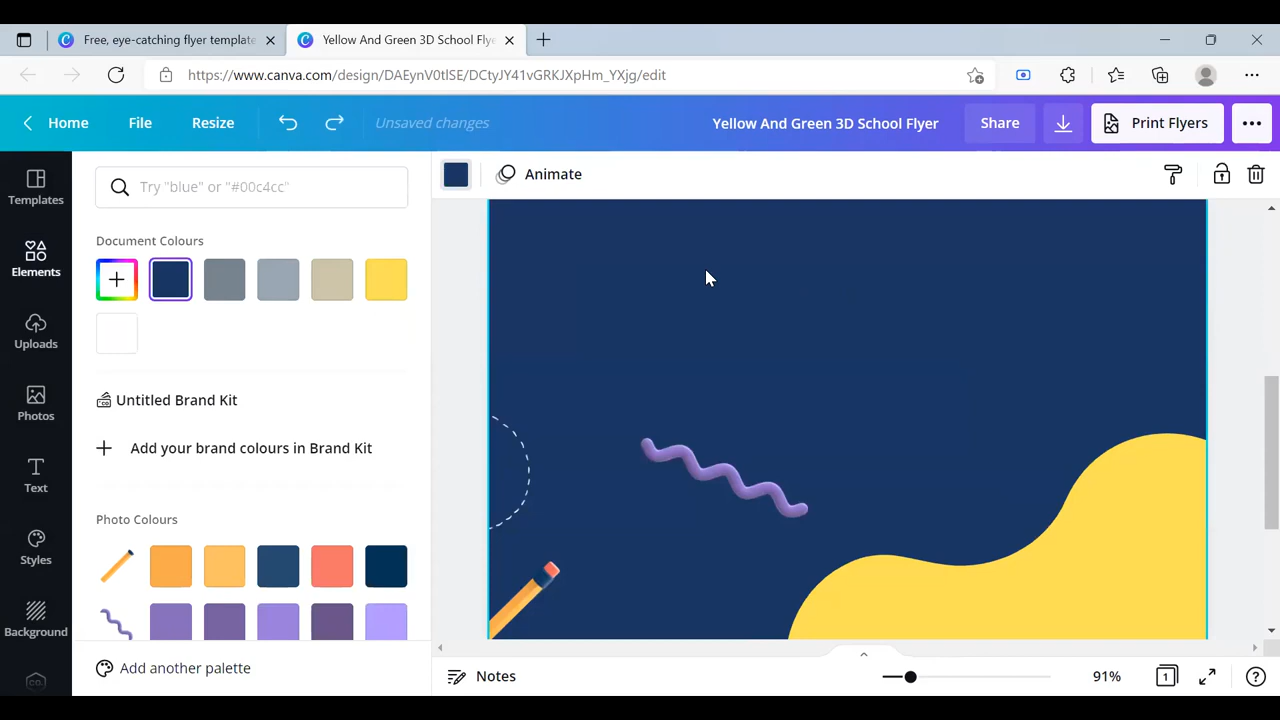 Free, eye-catching flyer template
Yellow And Green 3D School Flye
https://www.canva.com/design/DAEynV0tlSE/DCtyJY41vGRKJXpHm_YXjg/edit
Home
File
Resize
Unsaved changes
Yellow And Green 3D School Flyer
Share
Print Flyers
Templates
Elements
Uploads
Photos
Text
Styles
Background
Try "blue" or "#00c4cc"
Document Colours
Untitled Brand Kit
Add your brand colours in Brand Kit
Photo Colours
Add another palette
Animate
Notes
91%
1